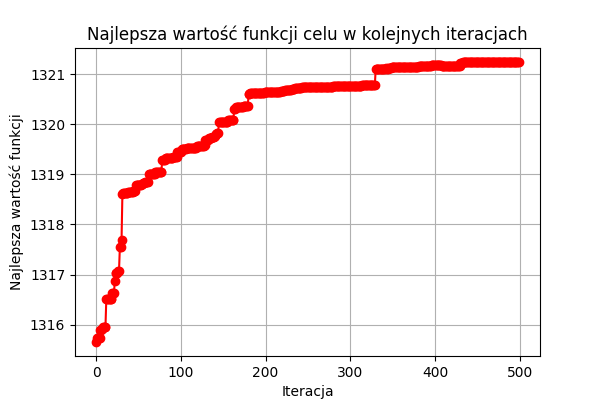 Najlepsza wartość funkcji celu w kolejnych iteracjach
Najlepsza wartość funkcji
1321
1320
1319
1318
1317
1316
0 100 200 300 400 500
Iteracja